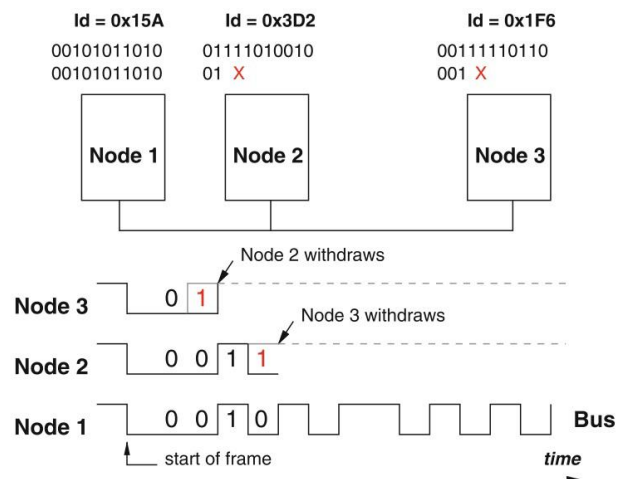 Id = 0x15A Id = 0x3D2 Id = 0x1F6
00101011010 01111010010 00111110110
00101011010 01 X 001 X
Node 1 Node 2 Node 3
Node 2 withdraws
Node 3 0 1
Node 3 withdraws
Node 2 0 0 1 1
Node 1 0 0 1 0 Bus
start of frame time